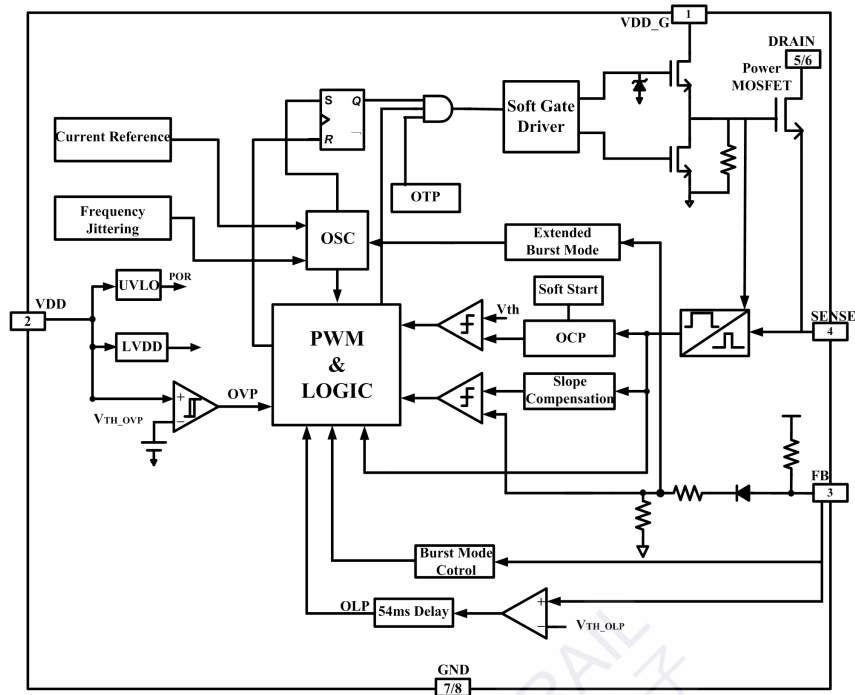 1
VDD_G
DRAIN
5/6
Power
MOSFET
S
Q
R
Soft Gate
Driver
Current Reference
OTP
Frequency
Jittering
OSC
Extended
Burst Mode
UVLO
POR
VDD
2
Soft Start
Vth
SENSE
4
LVDD
PWM
&
LOGIC
OCP
OVP
+
−
VTH_OVP
Slope
Compensation
FB
3
Burst Mode
Cotrol
OLP
54ms Delay
+
−
VTH_OLP
GND
7/8
RAIL
子